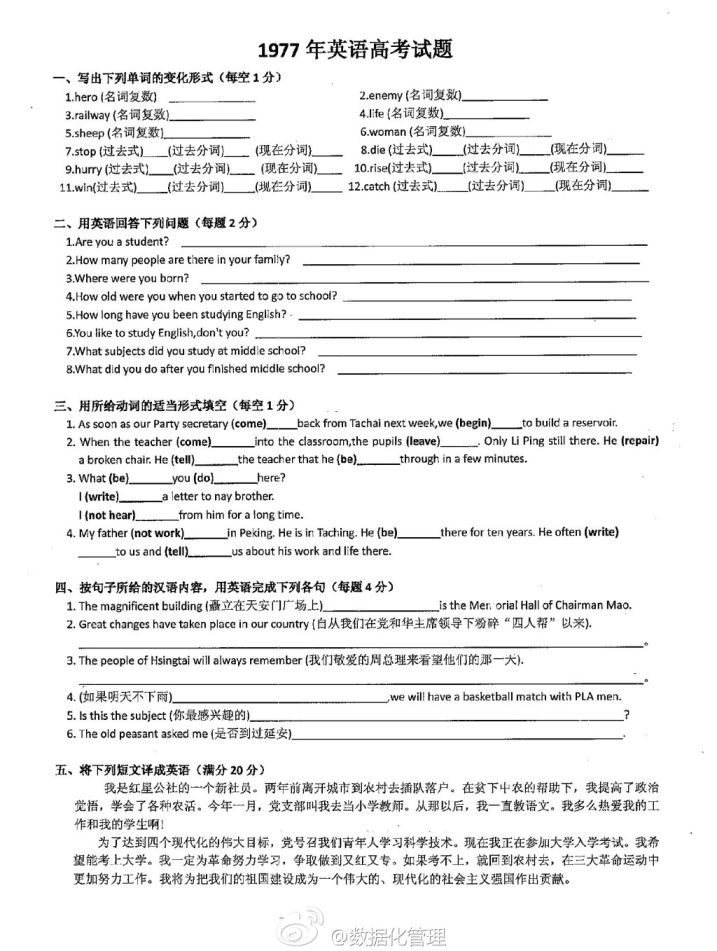 1977 年英语高考试题
一、写出下列单词的变化形式（每空 1 分）
1.hero (名词复数) ____________ 2.enemy (名词复数)____________
3.railway (名词复数)____________ 4.life (名词复数)____________
5.sheep (名词复数)____________ 6.woman (名词复数)____________
7.stop (过去式)____(过去分词)____ (现在分词)____ 8.die (过去式)____(过去分词)____(现在分词)____
9.hurry (过去式)____(过去分词)____ (现在分词)____ 10.rise(过去式)____(过去分词)____(现在分词)____
11.win(过去式)____(过去分词)____(现在分词)____ 12.catch (过去式)____(过去分词)____(现在分词)____
二、用英语回答下列问题（每题 2 分）
1.Are you a student? ____________
2.How many people are there in your family? ____________
3.Where were you born? ____________
4.How old were you when you started to go to school? ____________
5.How long have you been studying English? ____________
6.You like to study English,don't you? ____________
7.What subjects did you study at middle school? ____________
8.What did you do after you finished middle school? ____________
三、用所给动词的适当形式填空（每空 1 分）
1. As soon as our Party secretary (come)_____back from Tachai next week,we (begin)_____to build a reservoir.
2. When the teacher (come)_______into the classroom,the pupils (leave)_______. Only Li Ping still there. He (repair)
a broken chair. He (tell)_______the teacher that he (be)_______through in a few minutes.
3. What (be)_______you (do)_______here?
I (write)_______a letter to nay brother.
I (not hear)_______from him for a long time.
4. My father (not work)_______in Peking. He is in Taching. He (be)_______there for ten years. He often (write)
______to us and (tell)_______us about his work and life there.
四、按句子所给的汉语内容，用英语完成下列各句（每题 4 分）
1. The magnificent building (矗立在天安门广场上)____________is the Mem orial Hall of Chairman Mao.
2. Great changes have taken place in our country (自从我们在党和华主席领导下粉碎“四人帮”以来).
____________。
3. The people of Hsingtai will always remember (我们敬爱的周总理来看望他们的那一天).
____________。
4. (如果明天不下雨)____________,we will have a basketball match with PLA men.
5. Is this the subject (你最感兴趣的)____________?
6. The old peasant asked me (是否到过延安)____________.
五、将下列短文译成英语（满分 20 分）
我是红星公社的一个新社员。两年前离开城市到农村去插队落户。在贫下中农的帮助下，我提高了政治
觉悟，学会了各种农活。今年一月，党支部叫我去当小学教师。从那以后，我一直教语文。我多么热爱我的工
作和我的学生啊！
为了达到四个现代化的伟大目标，党号召我们青年人学习科学技术。现在我正在参加大学入学考试。我希
望能考上大学。我一定为革命努力学习，争取做到又红又专。如果考不上，就回到农村去，在三大革命运动中
更加努力工作。我将为把我们的祖国建设成为一个伟大的、现代化的社会主义强国作出贡献。
@数据化管理